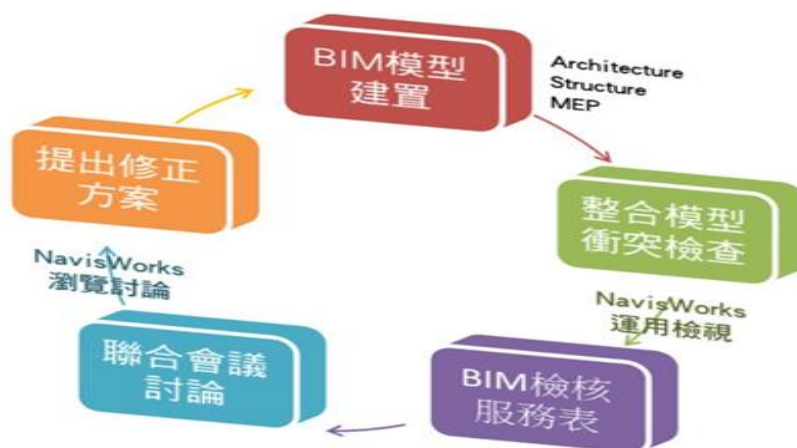 BIM模型
建置
Architecture
Structure
MEP
整合模型
衝突檢查
NavisWorks
運用檢視
BIM檢核
服務表
聯合會議
討論
NavisWorks
瀏覽討論
提出修正
方案